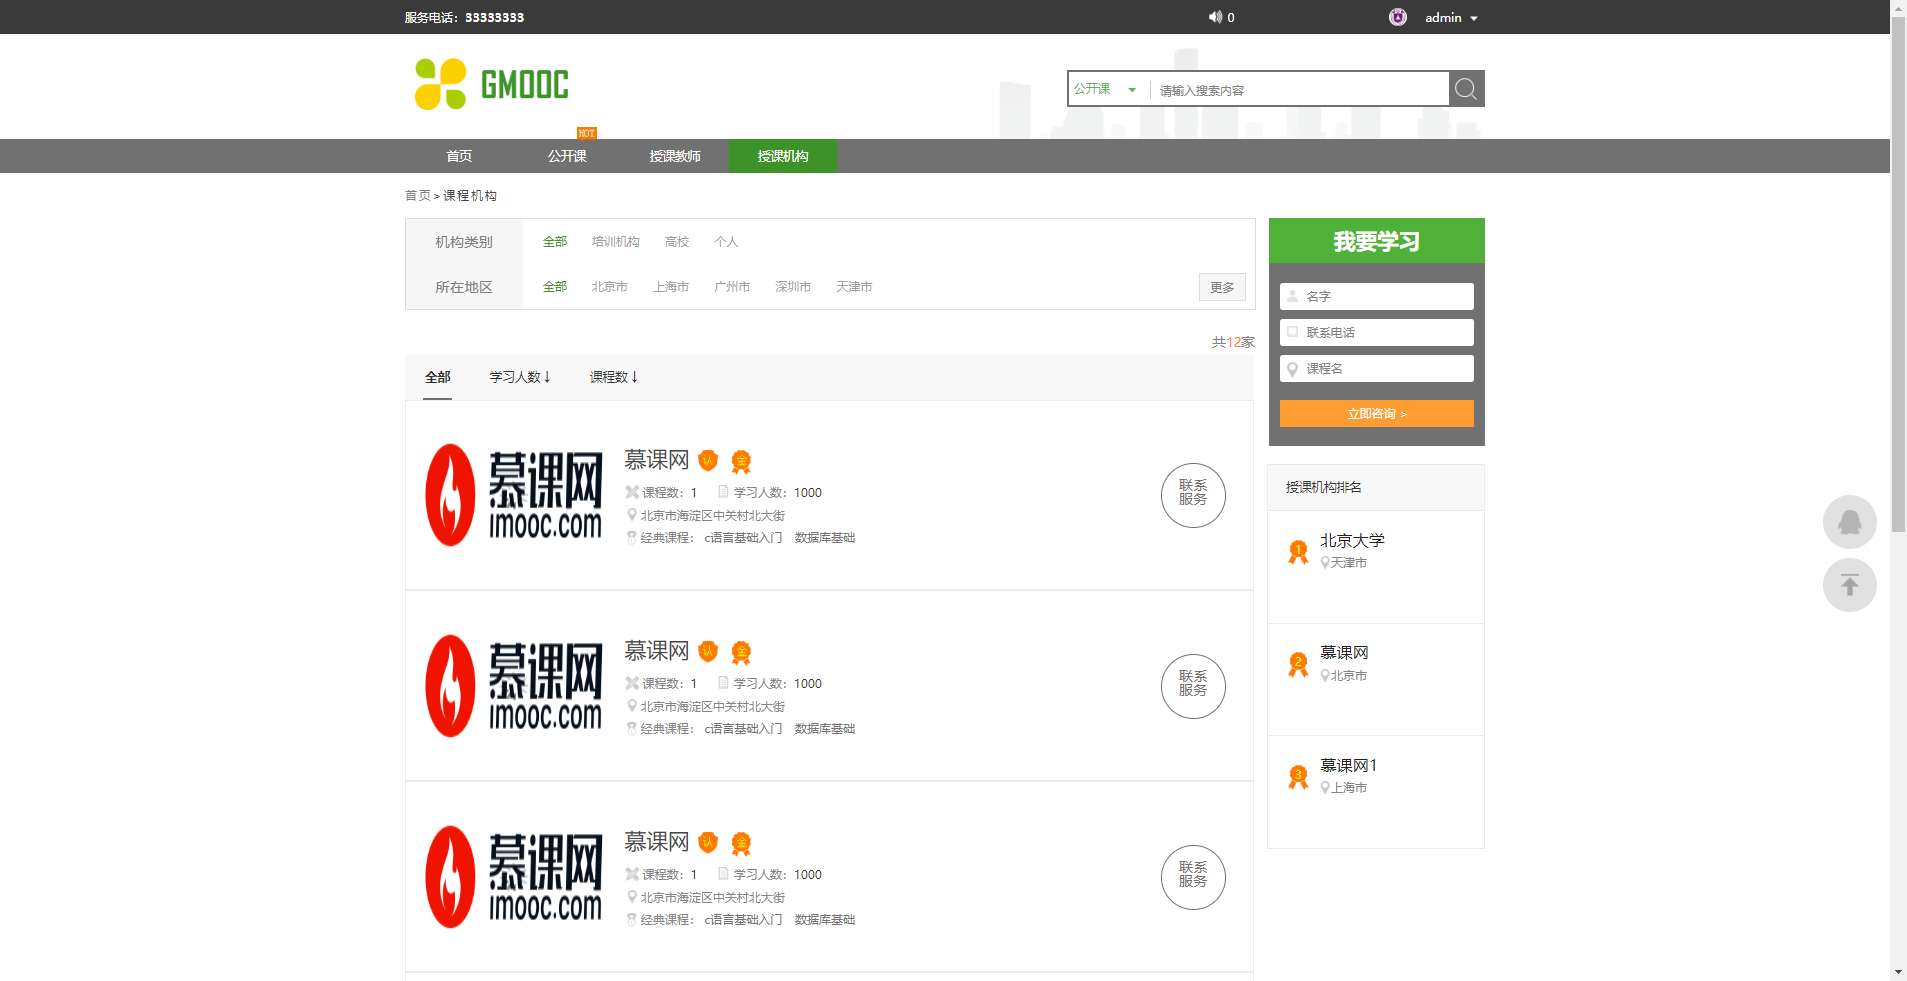 服务电话：33333333
0
admin
GMOOC
公开课
请输入搜索内容
HOT
首页 公开课 授课教师 授课机构
首页 > 课程机构
机构类别 全部 培训机构 高校 个人
所在地区 全部 北京市 上海市 广州市 深圳市 天津市 更多
共12家
全部 学习人数↓ 课程数↓
慕课网
imooc.com
慕课网 认 金
课程数：1 学习人数：1000
北京市海淀区中关村北大街
经典课程： c语言基础入门 数据库基础
联系
服务
慕课网
imooc.com
慕课网 认 金
课程数：1 学习人数：1000
北京市海淀区中关村北大街
经典课程： c语言基础入门 数据库基础
联系
服务
慕课网
imooc.com
慕课网 认 金
课程数：1 学习人数：1000
北京市海淀区中关村北大街
经典课程： c语言基础入门 数据库基础
联系
服务
我要学习
名字
联系电话
课程名
立即咨询 >
授课机构排名
1 北京大学
天津市
2 慕课网
北京市
3 慕课网1
上海市